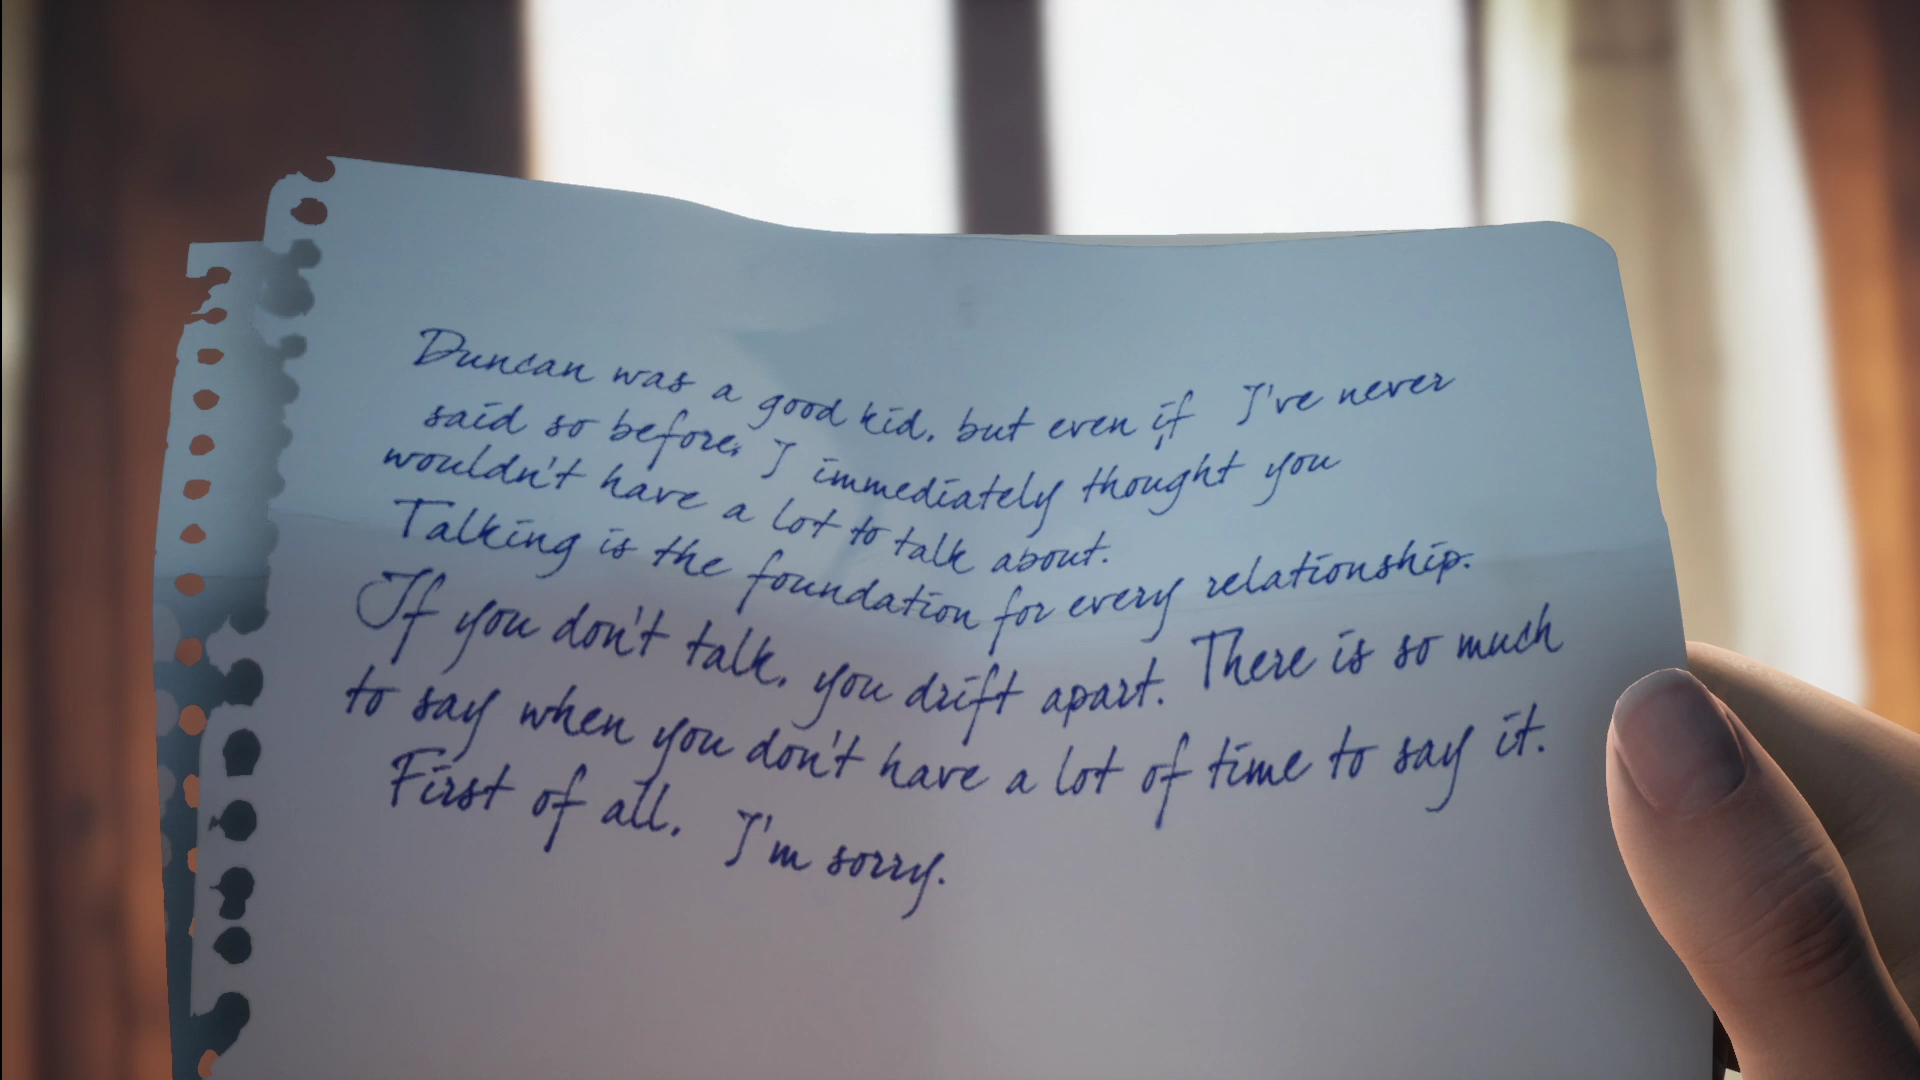 Duncan was a good kid, but even if I've never
said so before, I immediately thought you
wouldn't have a lot to talk about.
Talking is the foundation for every relationship.
If you don't talk, you drift apart. There is so much
to say when you don't have a lot of time to say it.
First of all, I'm sorry.